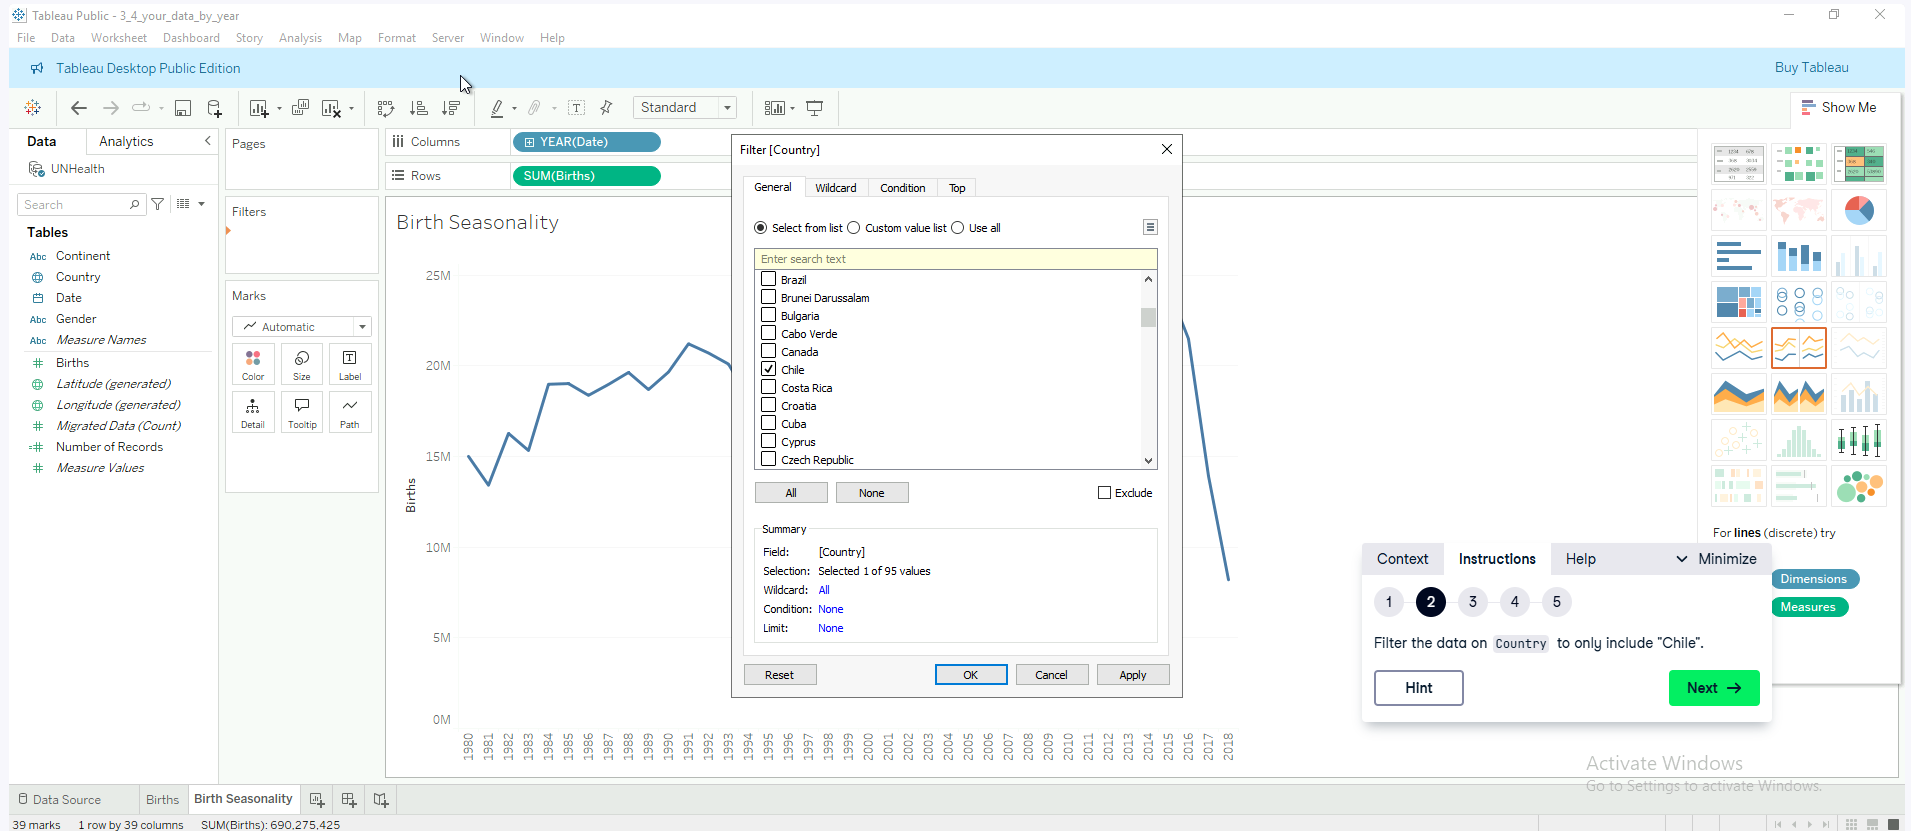 Tableau Public - 3_4_your_data_by_year
File Data Worksheet Dashboard Story Analysis Map Format Server Window Help
Tableau Desktop Public Edition
Buy Tableau
Standard
Show Me
Data
Analytics
UNHealth
Search
Tables
Abc Continent
Country
Date
Abc Gender
Abc Measure Names
Births
Latitude (generated)
Longitude (generated)
Migrated Data (Count)
Number of Records
Measure Values
Pages
Filters
Marks
Automatic
Color Size Label
Detail Tooltip Path
Columns YEAR(Date)
Rows SUM(Births)
Birth Seasonality
25M
20M
15M
10M
5M
0M
Births
1980 1981 1982 1983 1984 1985 1986 1987 1988 1989 1990 1991 1992 1993 1994 1995 1996 1997 1998 1999 2000 2001 2002 2003 2004 2005 2006 2007 2008 2009 2010 2011 2012 2013 2014 2015 2016 2017 2018
Filter [Country]
General Wildcard Condition Top
Select from list Custom value list Use all
Enter search text
Brazil
Brunei Darussalam
Bulgaria
Cabo Verde
Canada
Chile
Costa Rica
Croatia
Cuba
Cyprus
Czech Republic
All None Exclude
Summary
Field: [Country]
Selection: Selected 1 of 95 values
Wildcard: All
Condition: None
Limit: None
Reset OK Cancel Apply
For lines (discrete) try
Dimensions
Measures
Context Instructions Help Minimize
1 2 3 4 5
Filter the data on Country to only include "Chile".
Hint
Next
Activate Windows
Go to Settings to activate Windows.
Data Source Births Birth Seasonality
39 marks 1 row by 39 columns SUM(Births): 690,275,425